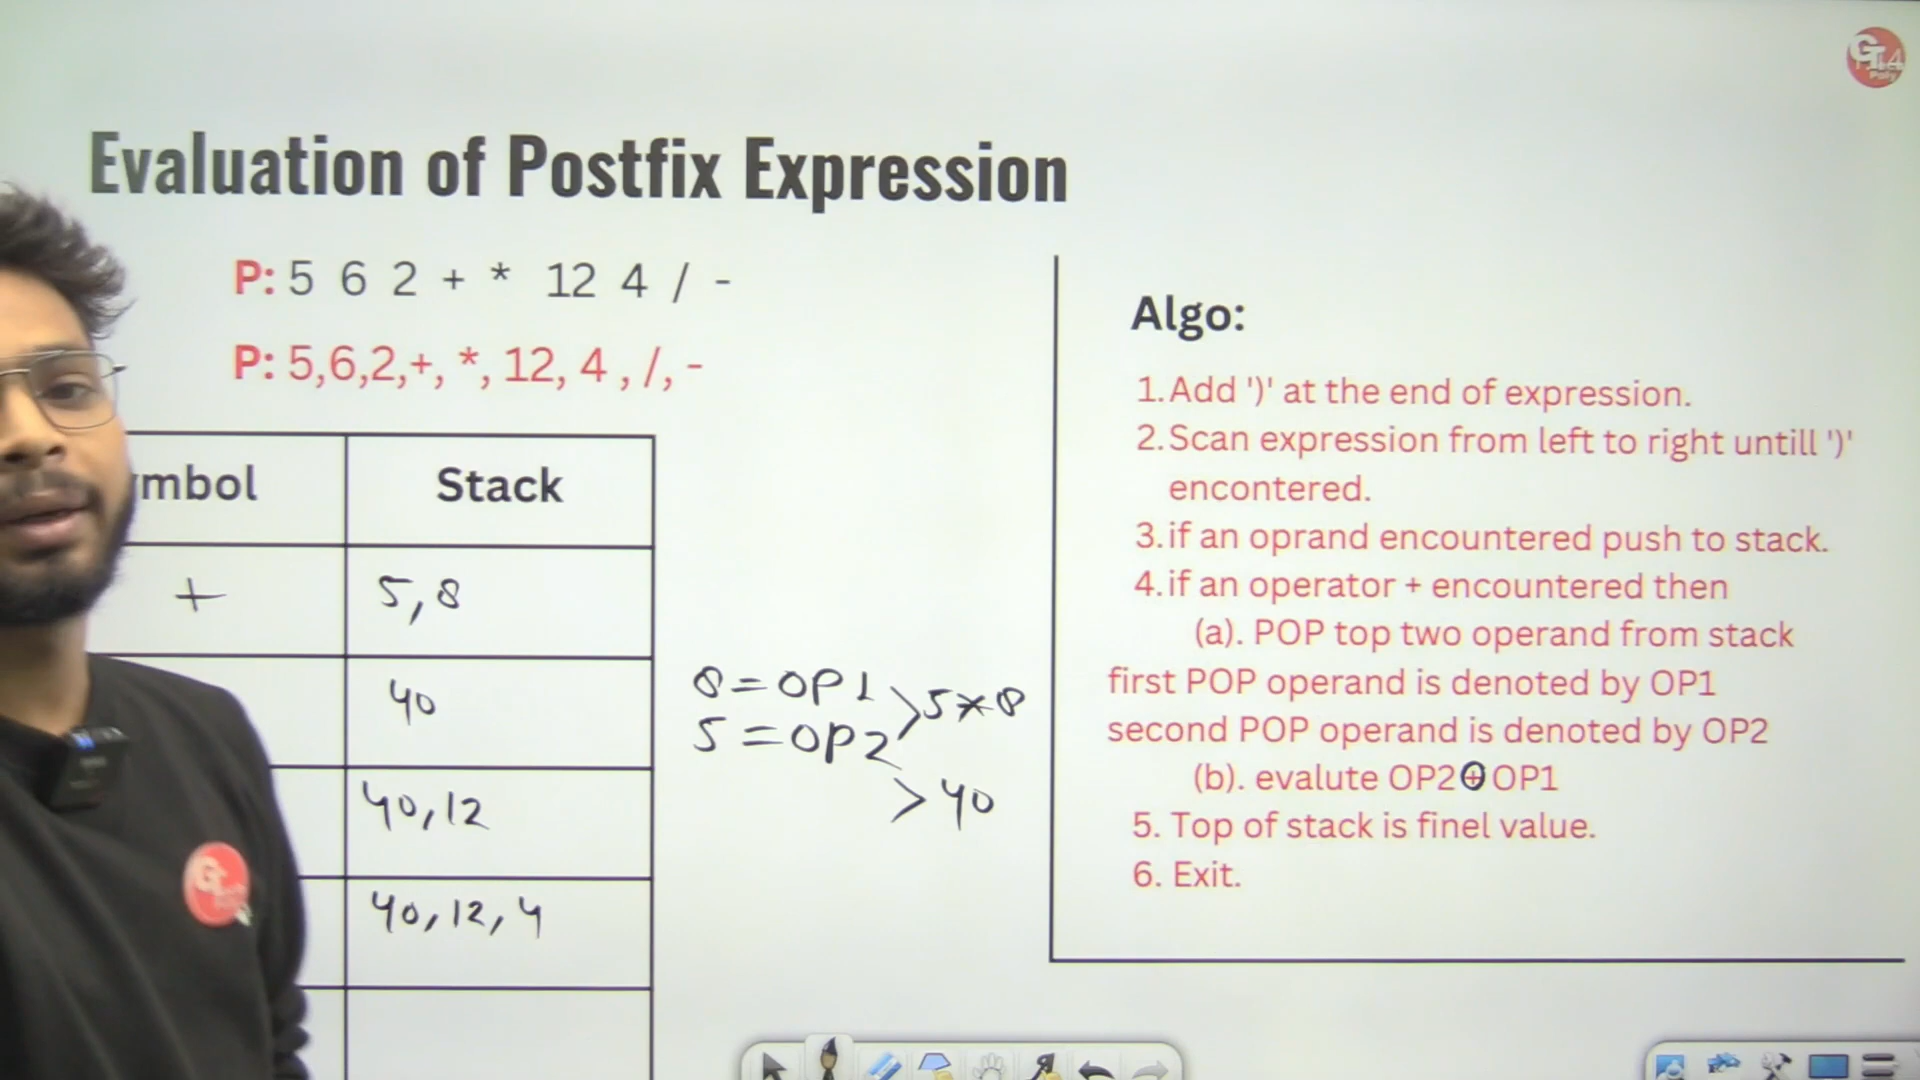 Evaluation of Postfix Expression
P: 5 6 2 + * 12 4 / -
P: 5,6,2,+, *, 12, 4 , /, -
mbol Stack
+ 5,8
40
40,12
40,12,4
8=OP1
5=OP2
>5*8
>40
Algo:
1.Add ')' at the end of expression.
2.Scan expression from left to right untill ')'
encontered.
3.if an oprand encountered push to stack.
4.if an operator + encountered then
(a). POP top two operand from stack
first POP operand is denoted by OP1
second POP operand is denoted by OP2
(b). evalute OP2+OP1
5. Top of stack is finel value.
6. Exit.